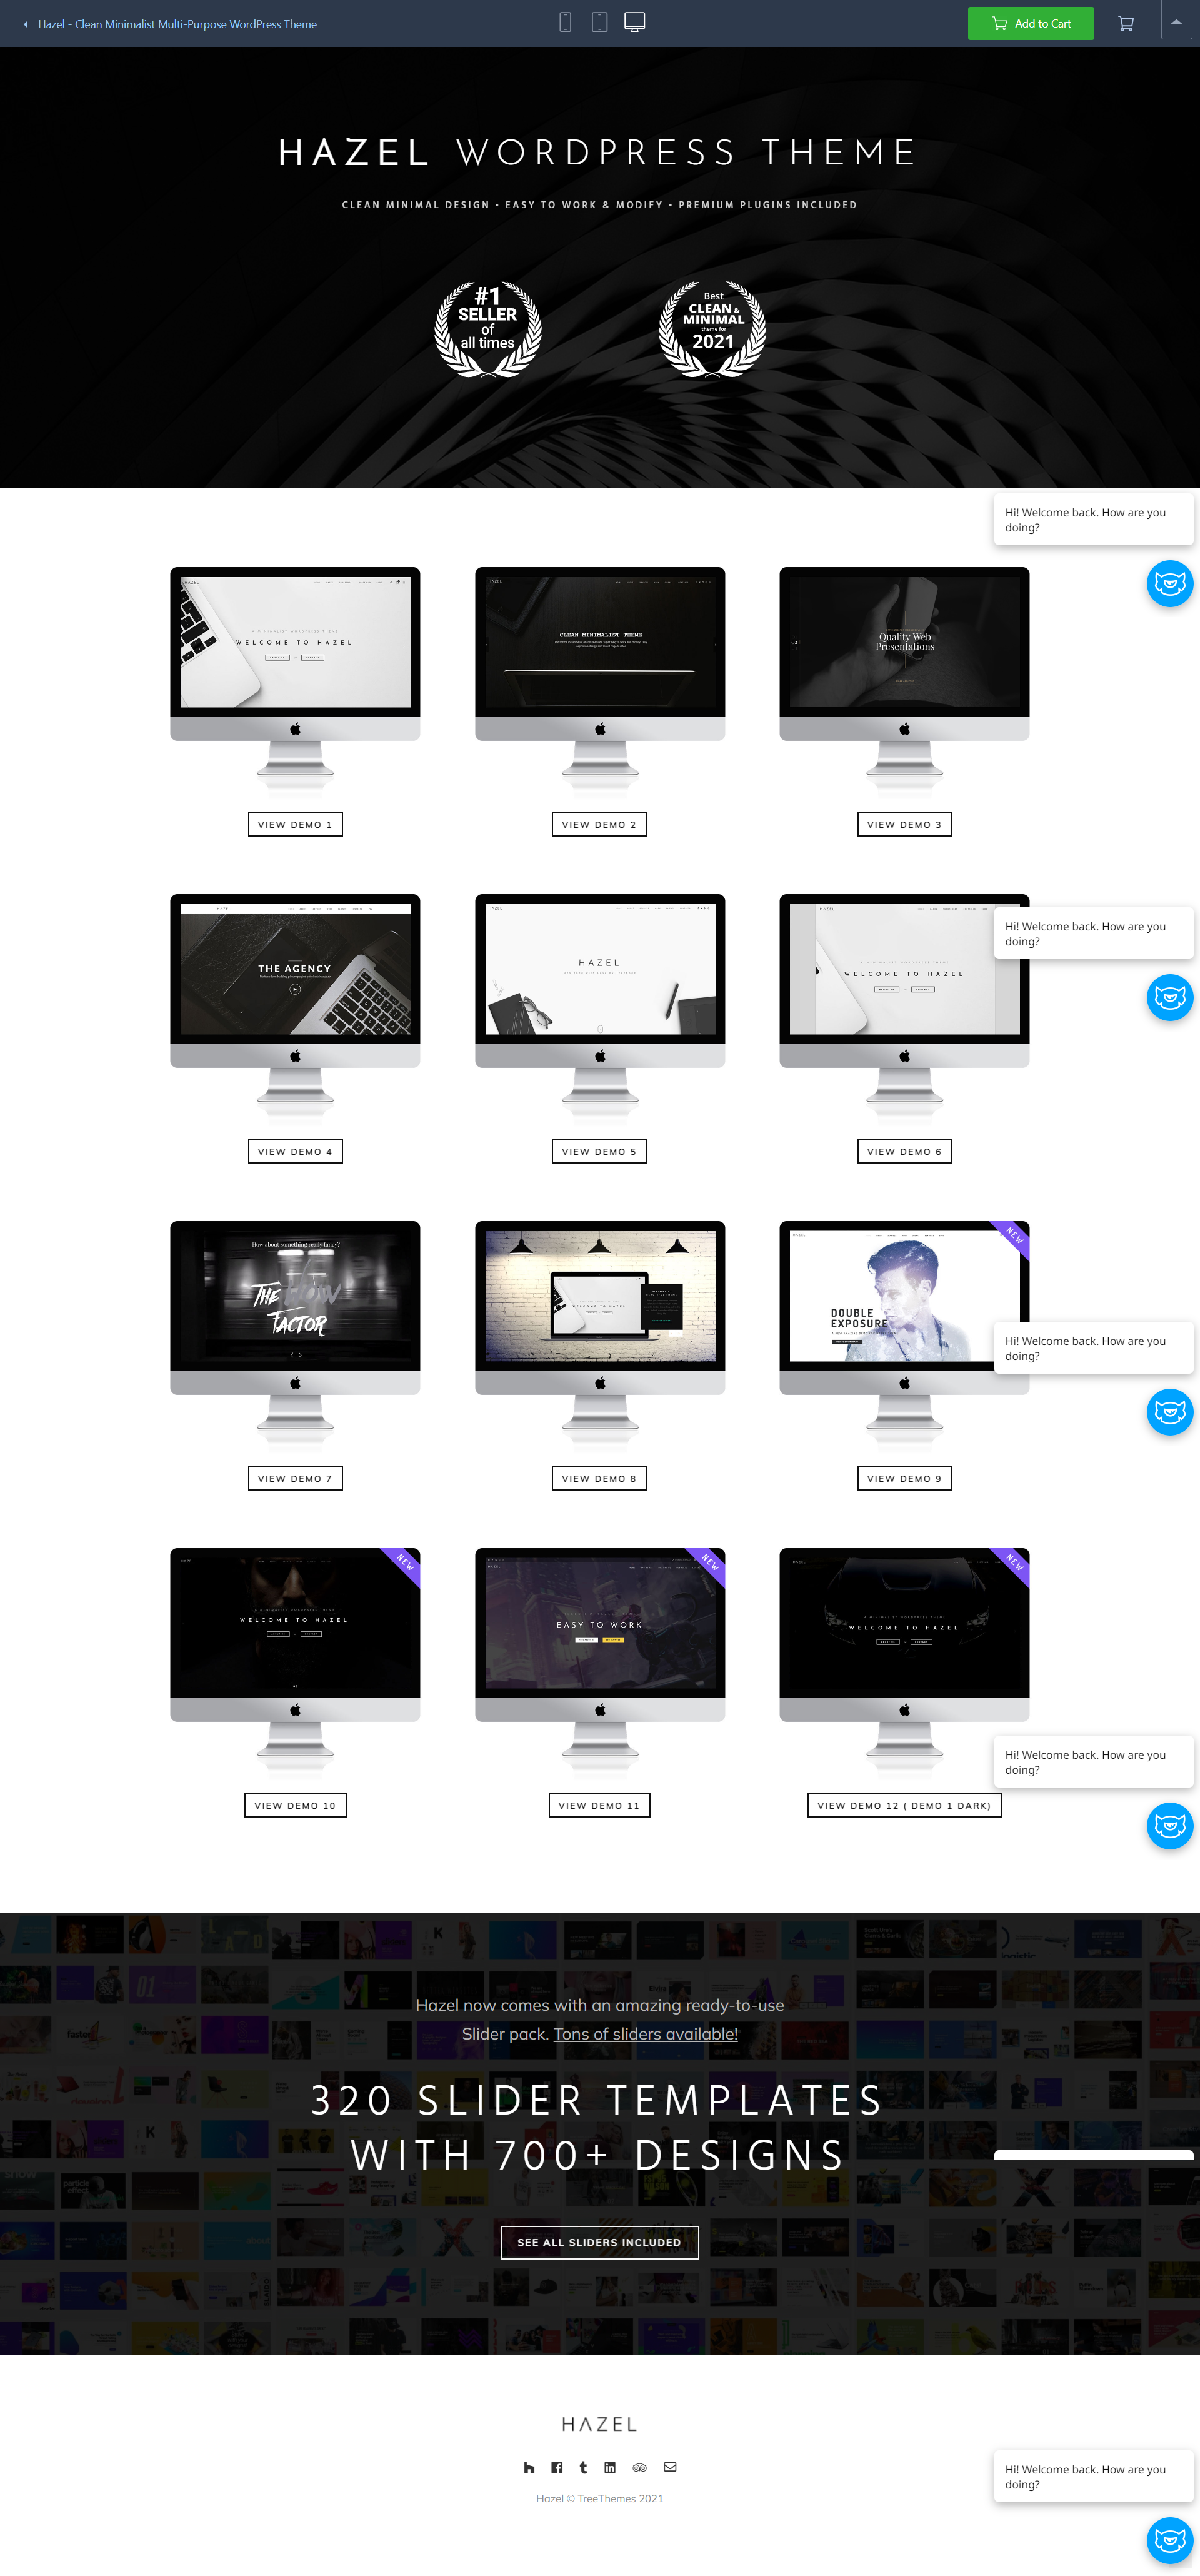 Hazel - Clean Minimalist Multi-Purpose WordPress Theme
Add to Cart
HAZEL WORDPRESS THEME
CLEAN MINIMAL DESIGN • EASY TO WORK & MODIFY • PREMIUM PLUGINS INCLUDED
#1
SELLER
of
all times
Best
CLEAN &
MINIMAL
theme for
2021
Hi! Welcome back. How are you
doing?
WELCOME TO HAZEL
CLEAN MINIMALIST THEME
Quality Web
Presentations
VIEW DEMO 1
VIEW DEMO 2
VIEW DEMO 3
Hi! Welcome back. How are you
doing?
THE AGENCY
HAZEL
WELCOME TO HAZEL
VIEW DEMO 4
VIEW DEMO 5
VIEW DEMO 6
NEW
How about something really fancy?
THE WOW
FACTOR
WELCOME TO HAZEL
DOUBLE
EXPOSURE
Hi! Welcome back. How are you
doing?
VIEW DEMO 7
VIEW DEMO 8
VIEW DEMO 9
NEW
NEW
NEW
WELCOME TO HAZEL
EASY TO WORK
WELCOME TO HAZEL
Hi! Welcome back. How are you
doing?
VIEW DEMO 10
VIEW DEMO 11
VIEW DEMO 12 ( DEMO 1 DARK)
Hazel now comes with an amazing ready-to-use
Slider pack. Tons of sliders available!
320 SLIDER TEMPLATES
WITH 700+ DESIGNS
SEE ALL SLIDERS INCLUDED
HAZEL
Hazel © TreeThemes 2021
Hi! Welcome back. How are you
doing?